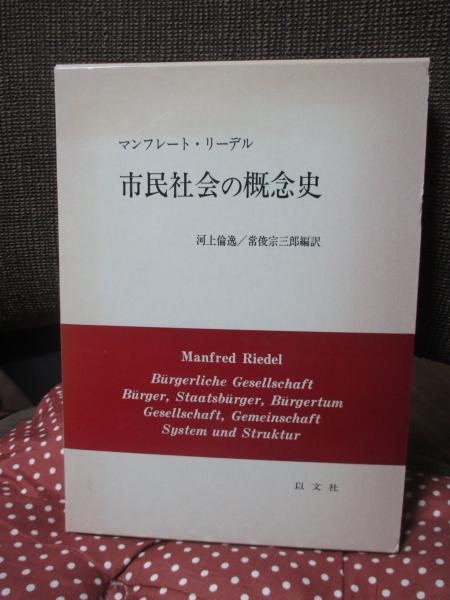 マンフレート・リーデル
市民社会の概念史
河上倫逸／常俊宗三郎編訳
Manfred Riedel
Bürgerliche Gesellschaft
Bürger, Staatsbürger, Bürgertum
Gesellschaft, Gemeinschaft
System und Struktur
以文社